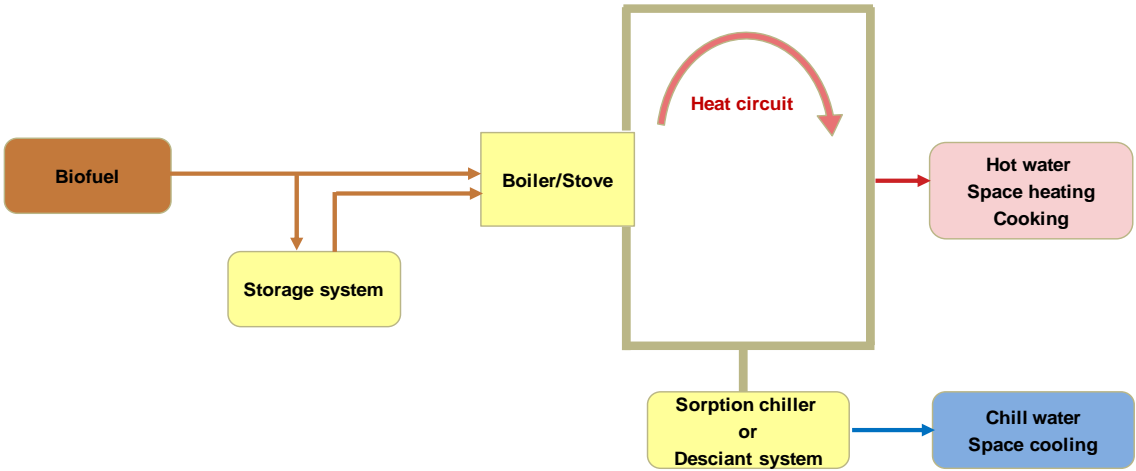 Heat circuit
Biofuel
Boiler/Stove
Hot water
Space heating
Cooking
Storage system
Sorption chiller
or
Desciant system
Chill water
Space cooling